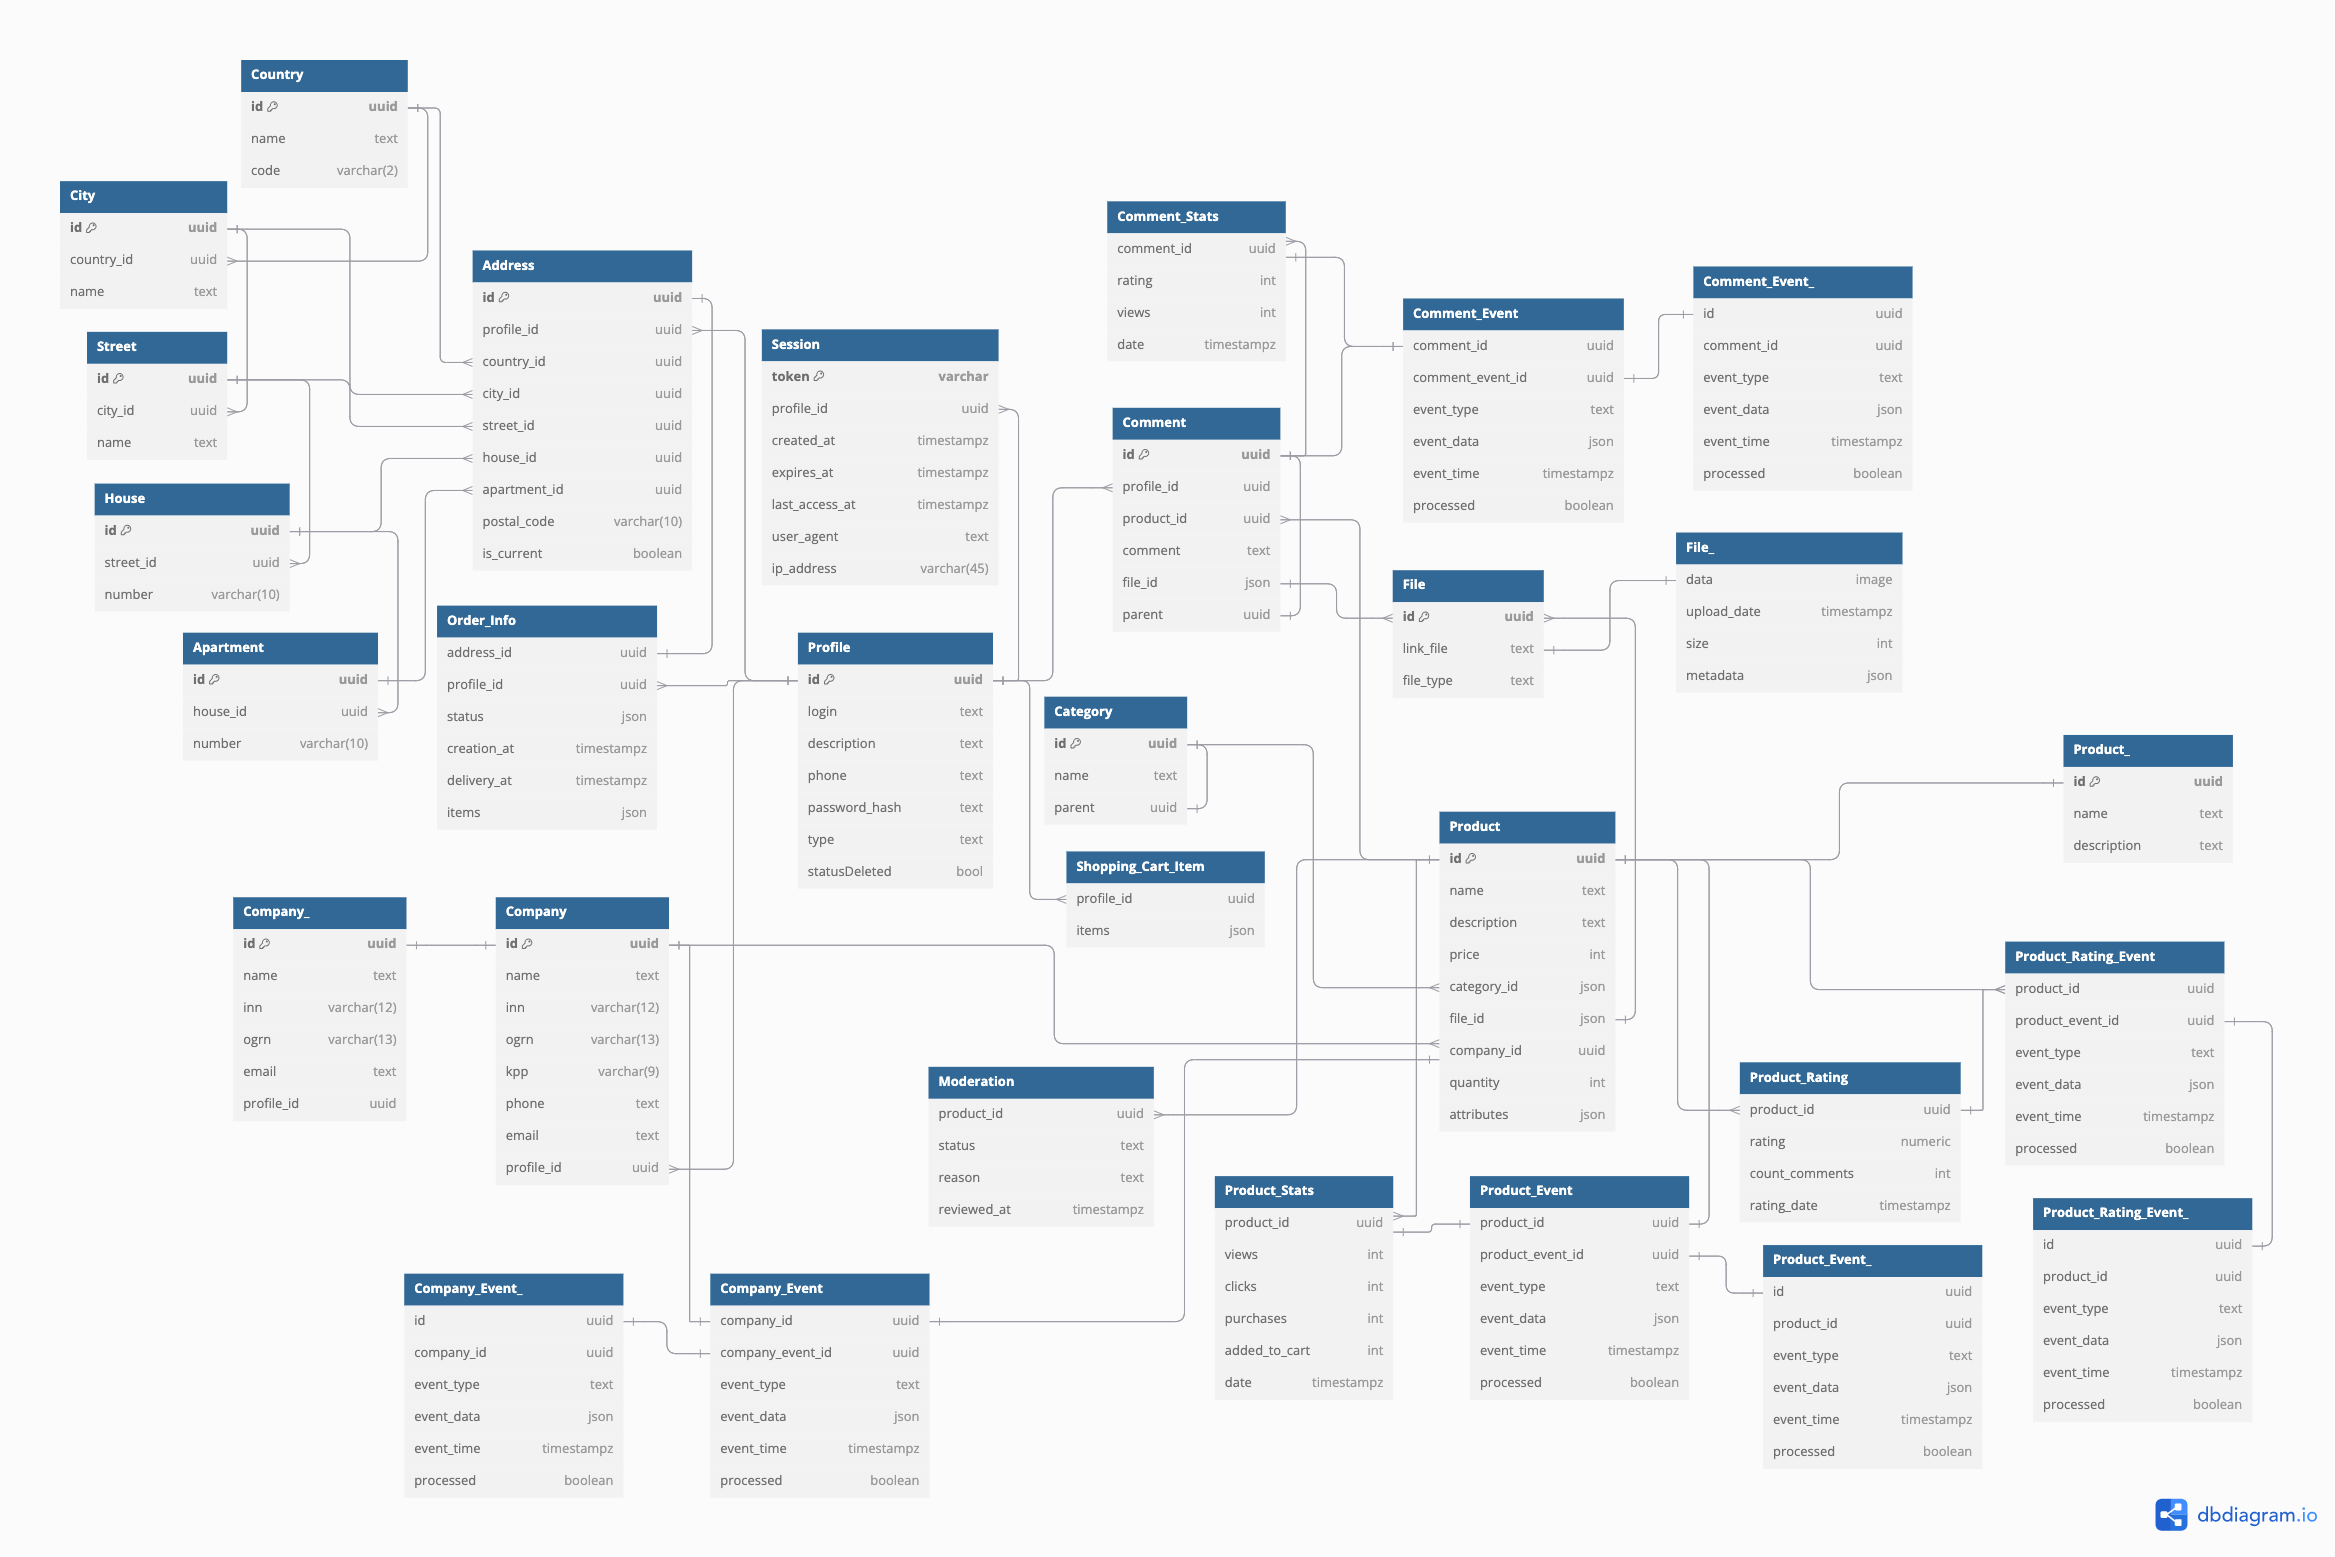 Country
id uuid
name text
code varchar(2)
City
id uuid
country_id uuid
name text
Street
id uuid
city_id uuid
name text
House
id uuid
street_id uuid
number varchar(10)
Apartment
id uuid
house_id uuid
number varchar(10)
Address
id uuid
profile_id uuid
country_id uuid
city_id uuid
street_id uuid
house_id uuid
apartment_id uuid
postal_code varchar(10)
is_current boolean
Order_Info
address_id uuid
profile_id uuid
status json
creation_at timestampz
delivery_at timestampz
items json
Session
token varchar
profile_id uuid
created_at timestampz
expires_at timestampz
last_access_at timestampz
user_agent text
ip_address varchar(45)
Profile
id uuid
login text
description text
phone text
password_hash text
type text
statusDeleted bool
Comment_Stats
comment_id uuid
rating int
views int
date timestampz
Comment
id uuid
profile_id uuid
product_id uuid
comment text
file_id json
parent uuid
Comment_Event
comment_id uuid
comment_event_id uuid
event_type text
event_data json
event_time timestampz
processed boolean
Comment_Event_
id uuid
comment_id uuid
event_type text
event_data json
event_time timestampz
processed boolean
File
id uuid
link_file text
file_type text
File_
data image
upload_date timestampz
size int
metadata json
Category
id uuid
name text
parent uuid
Shopping_Cart_Item
profile_id uuid
items json
Product
id uuid
name text
description text
price int
category_id json
file_id json
company_id uuid
quantity int
attributes json
Product_
id uuid
name text
description text
Company_
id uuid
name text
inn varchar(12)
ogrn varchar(13)
email text
profile_id uuid
Company
id uuid
name text
inn varchar(12)
ogrn varchar(13)
kpp varchar(9)
phone text
email text
profile_id uuid
Moderation
product_id uuid
status text
reason text
reviewed_at timestampz
Product_Rating
product_id uuid
rating numeric
count_comments int
rating_date timestampz
Product_Rating_Event
product_id uuid
product_event_id uuid
event_type text
event_data json
event_time timestampz
processed boolean
Product_Rating_Event_
id uuid
product_id uuid
event_type text
event_data json
event_time timestampz
processed boolean
Product_Stats
product_id uuid
views int
clicks int
purchases int
added_to_cart int
date timestampz
Product_Event
product_id uuid
product_event_id uuid
event_type text
event_data json
event_time timestampz
processed boolean
Product_Event_
id uuid
product_id uuid
event_type text
event_data json
event_time timestampz
processed boolean
Company_Event_
id uuid
company_id uuid
event_type text
event_data json
event_time timestampz
processed boolean
Company_Event
company_id uuid
company_event_id uuid
event_type text
event_data json
event_time timestampz
processed boolean
dbdiagram.io